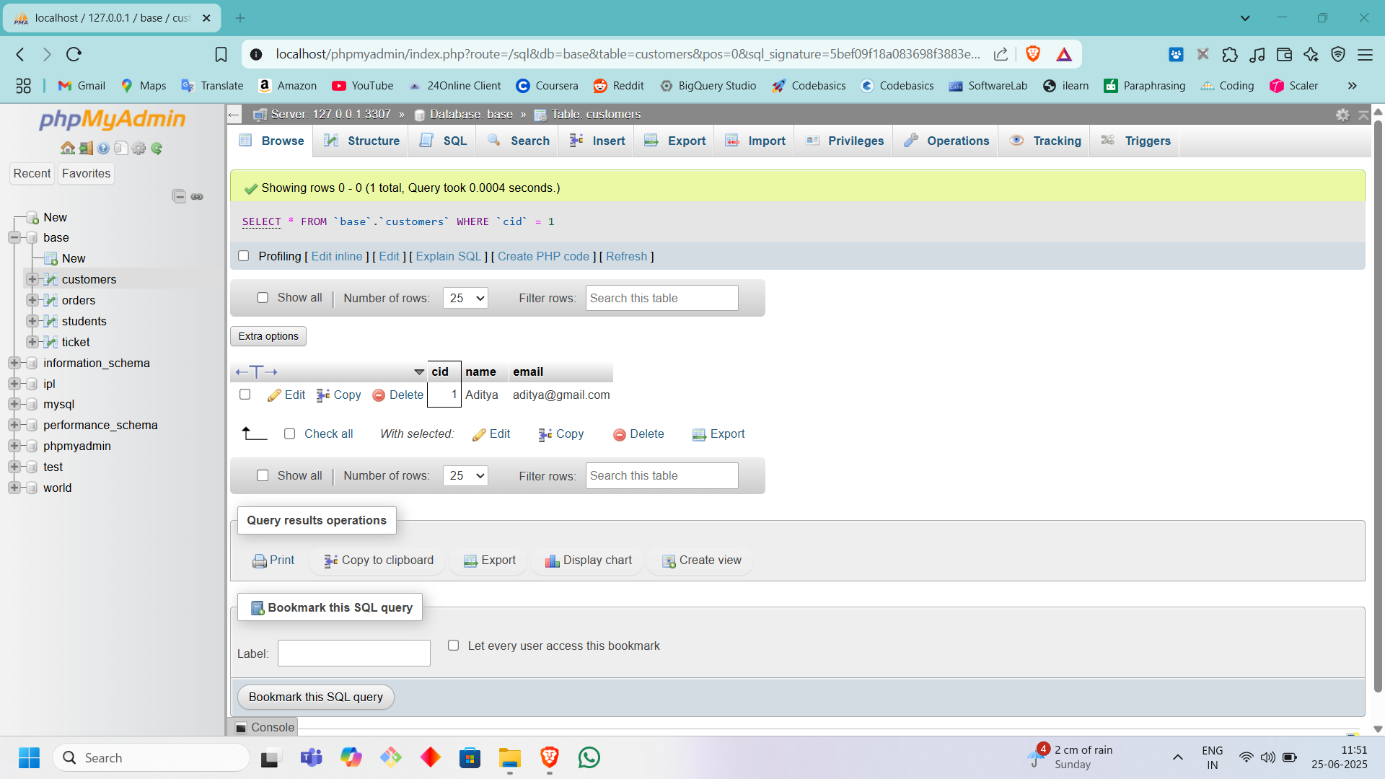 localhost / 127.0.0.1 / base / cust
localhost/phpmyadmin/index.php?route=/sql&db=base&table=customers&pos=0&sql_signature=5bef09f18a083698f3883e...
Gmail Maps Translate Amazon YouTube 24Online Client Coursera Reddit BigQuery Studio Codebasics Codebasics SoftwareLab ilearn Paraphrasing Coding Scaler »
phpMyAdmin
Recent Favorites
New
base
New
customers
orders
students
ticket
information_schema
ipl
mysql
performance_schema
phpmyadmin
test
world
Server: 127.0.0.1:3307 » Database: base » Table: customers
Browse Structure SQL Search Insert Export Import Privileges Operations Tracking Triggers
Showing rows 0 - 0 (1 total, Query took 0.0004 seconds.)
SELECT * FROM `base`.`customers` WHERE `cid` = 1
Profiling [ Edit inline ] [ Edit ] [ Explain SQL ] [ Create PHP code ] [ Refresh ]
Show all Number of rows: 25 Filter rows: Search this table
Extra options
cid name email
Edit Copy Delete 1 Aditya aditya@gmail.com
Check all With selected: Edit Copy Delete Export
Show all Number of rows: 25 Filter rows: Search this table
Query results operations
Print Copy to clipboard Export Display chart Create view
Bookmark this SQL query
Label: Let every user access this bookmark
Bookmark this SQL query
Console
Search
4
2 cm of rain
Sunday
ENG
IN
11:51
25-06-2025